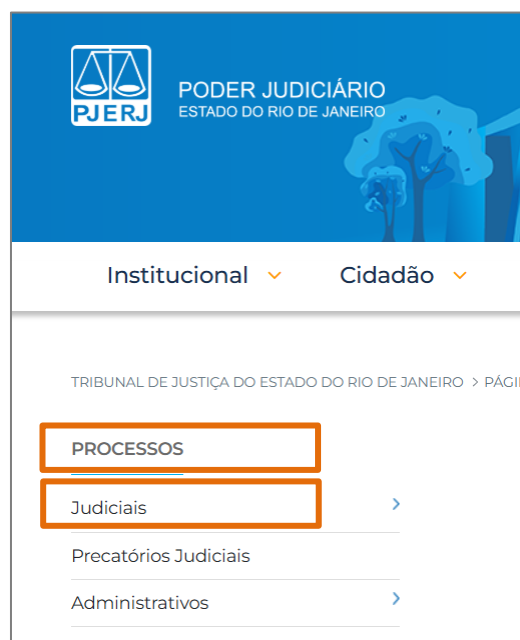 PJERJ
PODER JUDICIÁRIO
ESTADO DO RIO DE JANEIRO
Institucional
Cidadão
TRIBUNAL DE JUSTIÇA DO ESTADO DO RIO DE JANEIRO >
PROCESSOS
Judiciais
Precatórios Judiciais
Administrativos